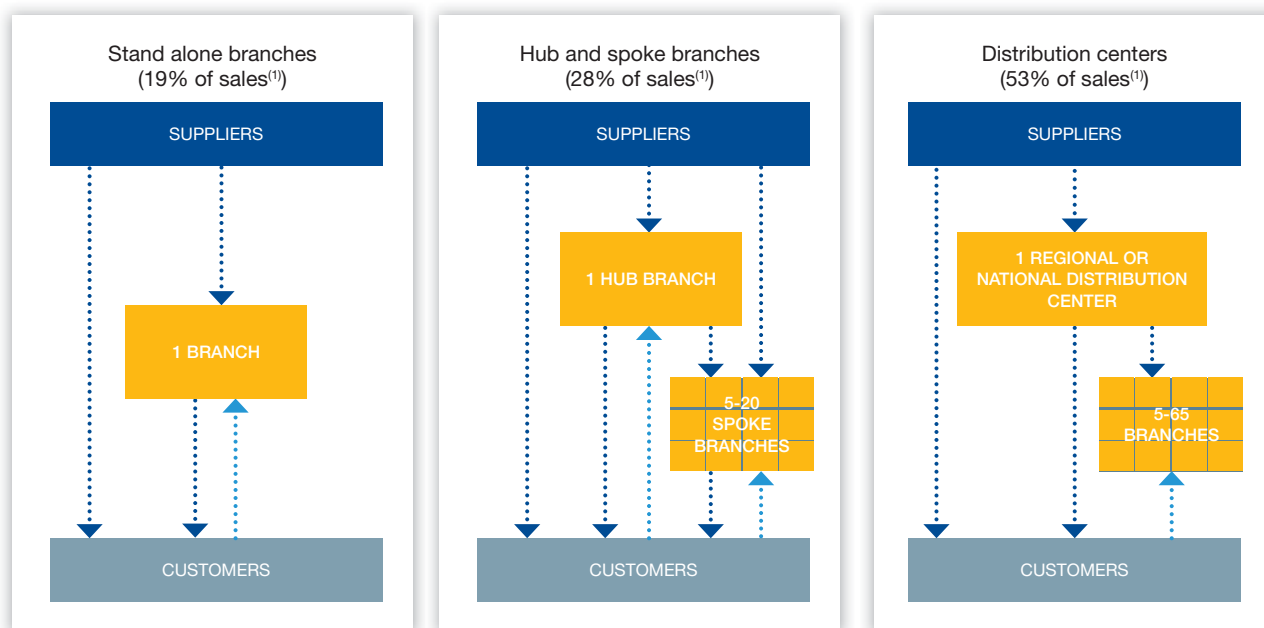 Stand alone branches
(19% of sales(1))
SUPPLIERS
1 BRANCH
CUSTOMERS
Hub and spoke branches
(28% of sales(1))
SUPPLIERS
1 HUB BRANCH
5-20
SPOKE
BRANCHES
CUSTOMERS
Distribution centers
(53% of sales(1))
SUPPLIERS
1 REGIONAL OR
NATIONAL DISTRIBUTION
CENTER
5-65
BRANCHES
CUSTOMERS